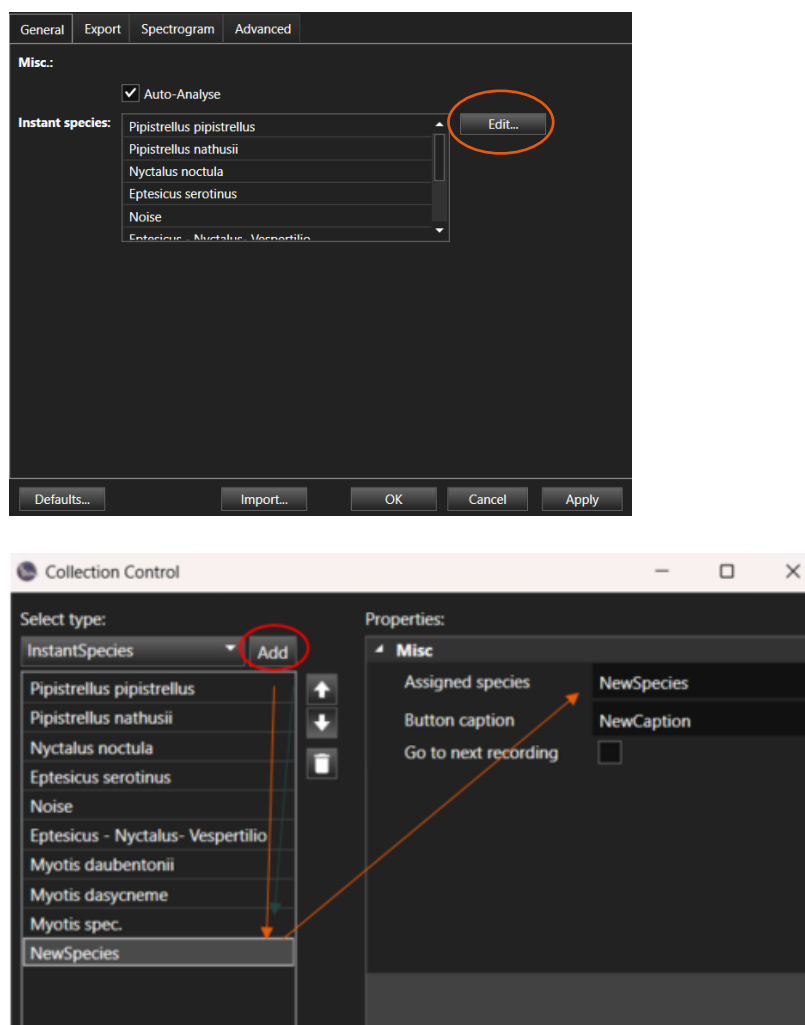 General Export Spectrogram Advanced
Misc.:
Auto-Analyse
Instant species:
Pipistrellus pipistrellus
Edit...
Pipistrellus nathusii
Nyctalus noctula
Eptesicus serotinus
Noise
Eptesicus - Nyctalus- Vespertilio
Defaults... Import... OK Cancel Apply
Collection Control
Select type:
Properties:
InstantSpecies
Add
Misc
Pipistrellus pipistrellus
Assigned species NewSpecies
Pipistrellus nathusii
Button caption NewCaption
Nyctalus noctula
Go to next recording
Eptesicus serotinus
Noise
Eptesicus - Nyctalus- Vespertilio
Myotis daubentonii
Myotis dasycneme
Myotis spec.
NewSpecies